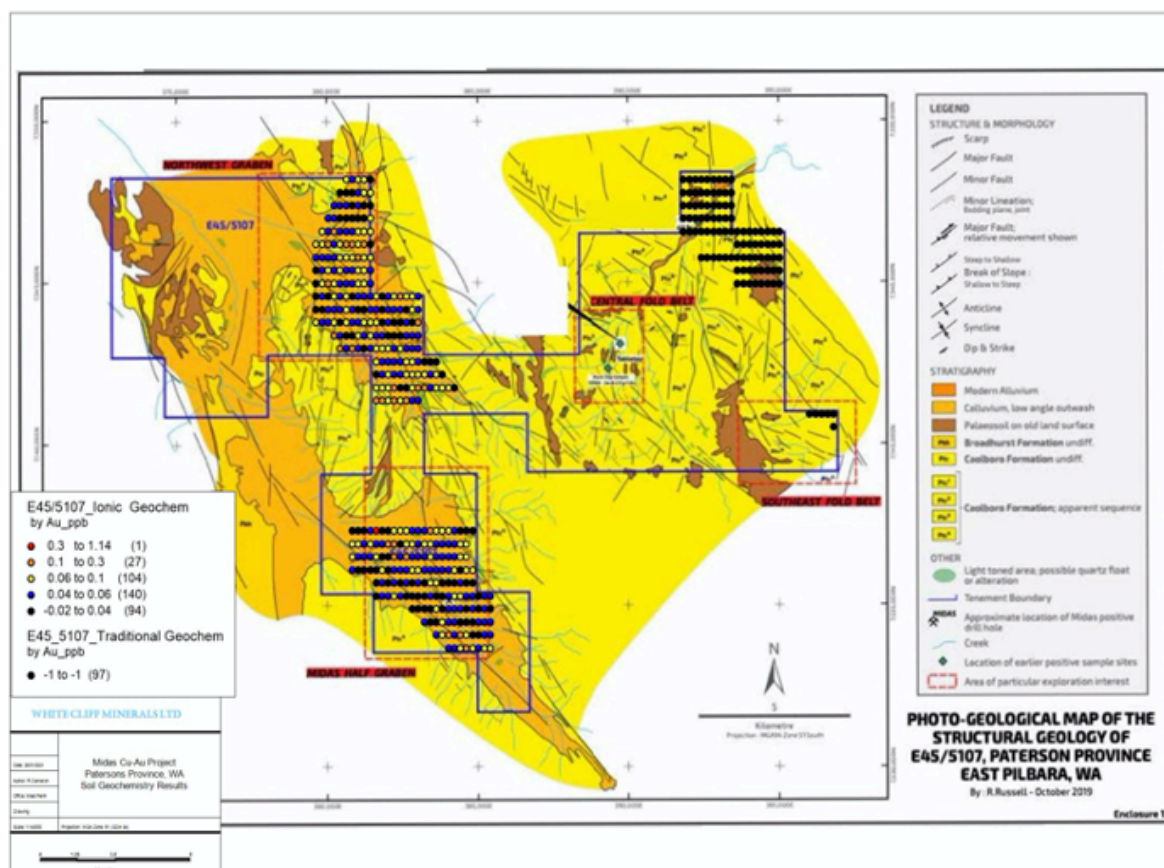 NORTHWEST GRABEN
E45/5107
CENTRAL FOLD BELT
SOUTHEAST FOLD BELT
MIDAS HALF GRABEN
N
S
Kilometre
LEGEND
STRUCTURE & MORPHOLOGY
Scarp
Major Fault
Minor Fault
Minor Lineation;
Bedding plane, joint
Major Fault;
relative movement shown
Steep to Shallow
Break of Slope :
Shallow to Steep
Anticline
Syncline
Dip & Strike
STRATIGRAPHY
Modern Alluvium
Colluvium, low angle outwash
Palaeosoil on old land surface
Broadhurst Formation undiff.
Coolboro Formation undiff.
Coolboro Formation; apparent sequence
OTHER
Light toned area; possible quartz float
or alteration
Tenement Boundary
MIDAS
Approximate location of Midas positive
drill hole
Creek
Location of earlier positive sample sites
Area of particular exploration interest
PHOTO-GEOLOGICAL MAP OF THE
STRUCTURAL GEOLOGY OF
E45/5107, PATERSON PROVINCE
EAST PILBARA, WA
By : R.Russell - October 2019
Enclosure 1
E45/5107_Ionic Geochem
by Au_ppb
0.3 to 1.14 (1)
0.1 to 0.3 (27)
0.06 to 0.1 (104)
0.04 to 0.06 (140)
-0.02 to 0.04 (94)
E45_5107_Traditional Geochem
by Au_ppb
-1 to -1 (97)
WHITE CLIFF MINERALS LTD
Midas Cu-Au Project
Patersons Province, WA
Soil Geochemistry Results